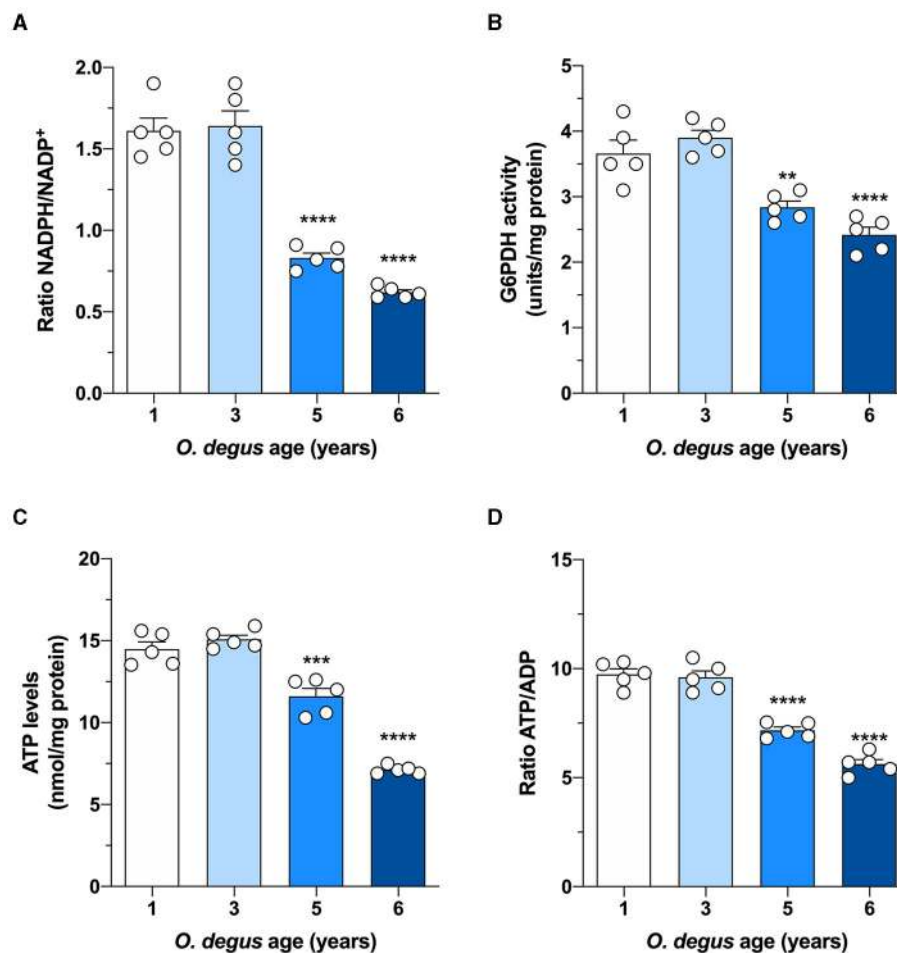 A
Ratio NADPH/NADP⁺
2.0
1.5
1.0
0.5
0.0
****
****
1 3 5 6
O. degus age (years)
B
G6PDH activity
(units/mg protein)
5
4
3
2
1
0
**
****
1 3 5 6
O. degus age (years)
C
ATP levels
(nmol/mg protein)
20
15
10
5
0
***
****
1 3 5 6
O. degus age (years)
D
Ratio ATP/ADP
15
10
5
0
****
****
1 3 5 6
O. degus age (years)